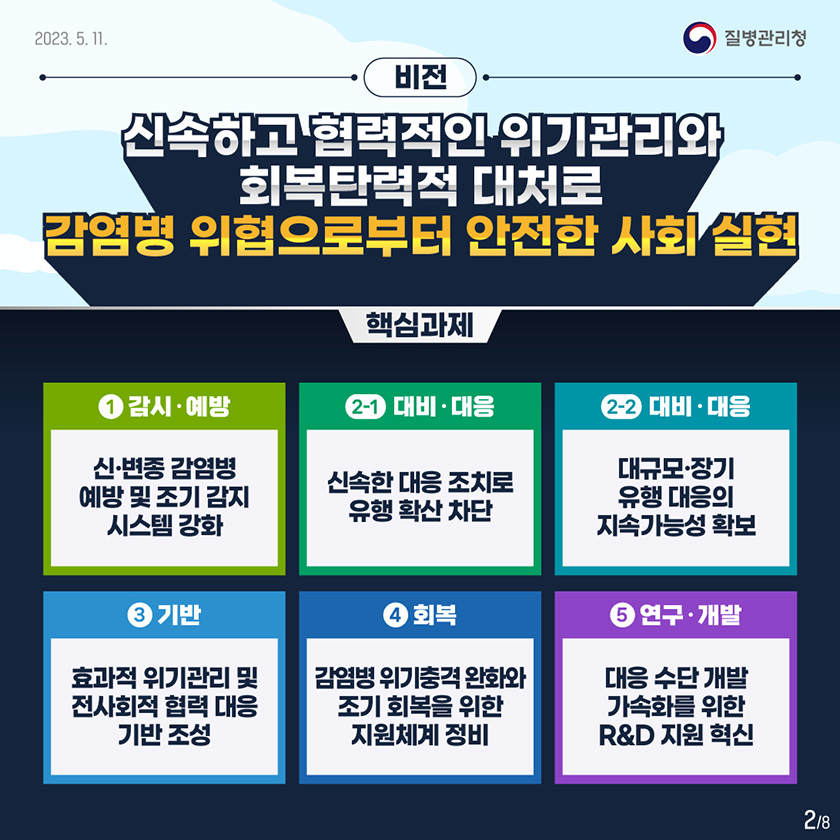 2023. 5. 11.
질병관리청
비전
신속하고 협력적인 위기관리와
회복탄력적 대처로
감염병 위협으로부터 안전한 사회 실현
핵심과제
1 감시·예방
신·변종 감염병
예방 및 조기 감지
시스템 강화
2-1 대비·대응
신속한 대응 조치로
유행 확산 차단
2-2 대비·대응
대규모·장기
유행 대응의
지속가능성 확보
3 기반
효과적 위기관리 및
전사회적 협력 대응
기반 조성
4 회복
감염병 위기충격 완화와
조기 회복을 위한
지원체계 정비
5 연구·개발
대응 수단 개발
가속화를 위한
R&D 지원 혁신
2/8